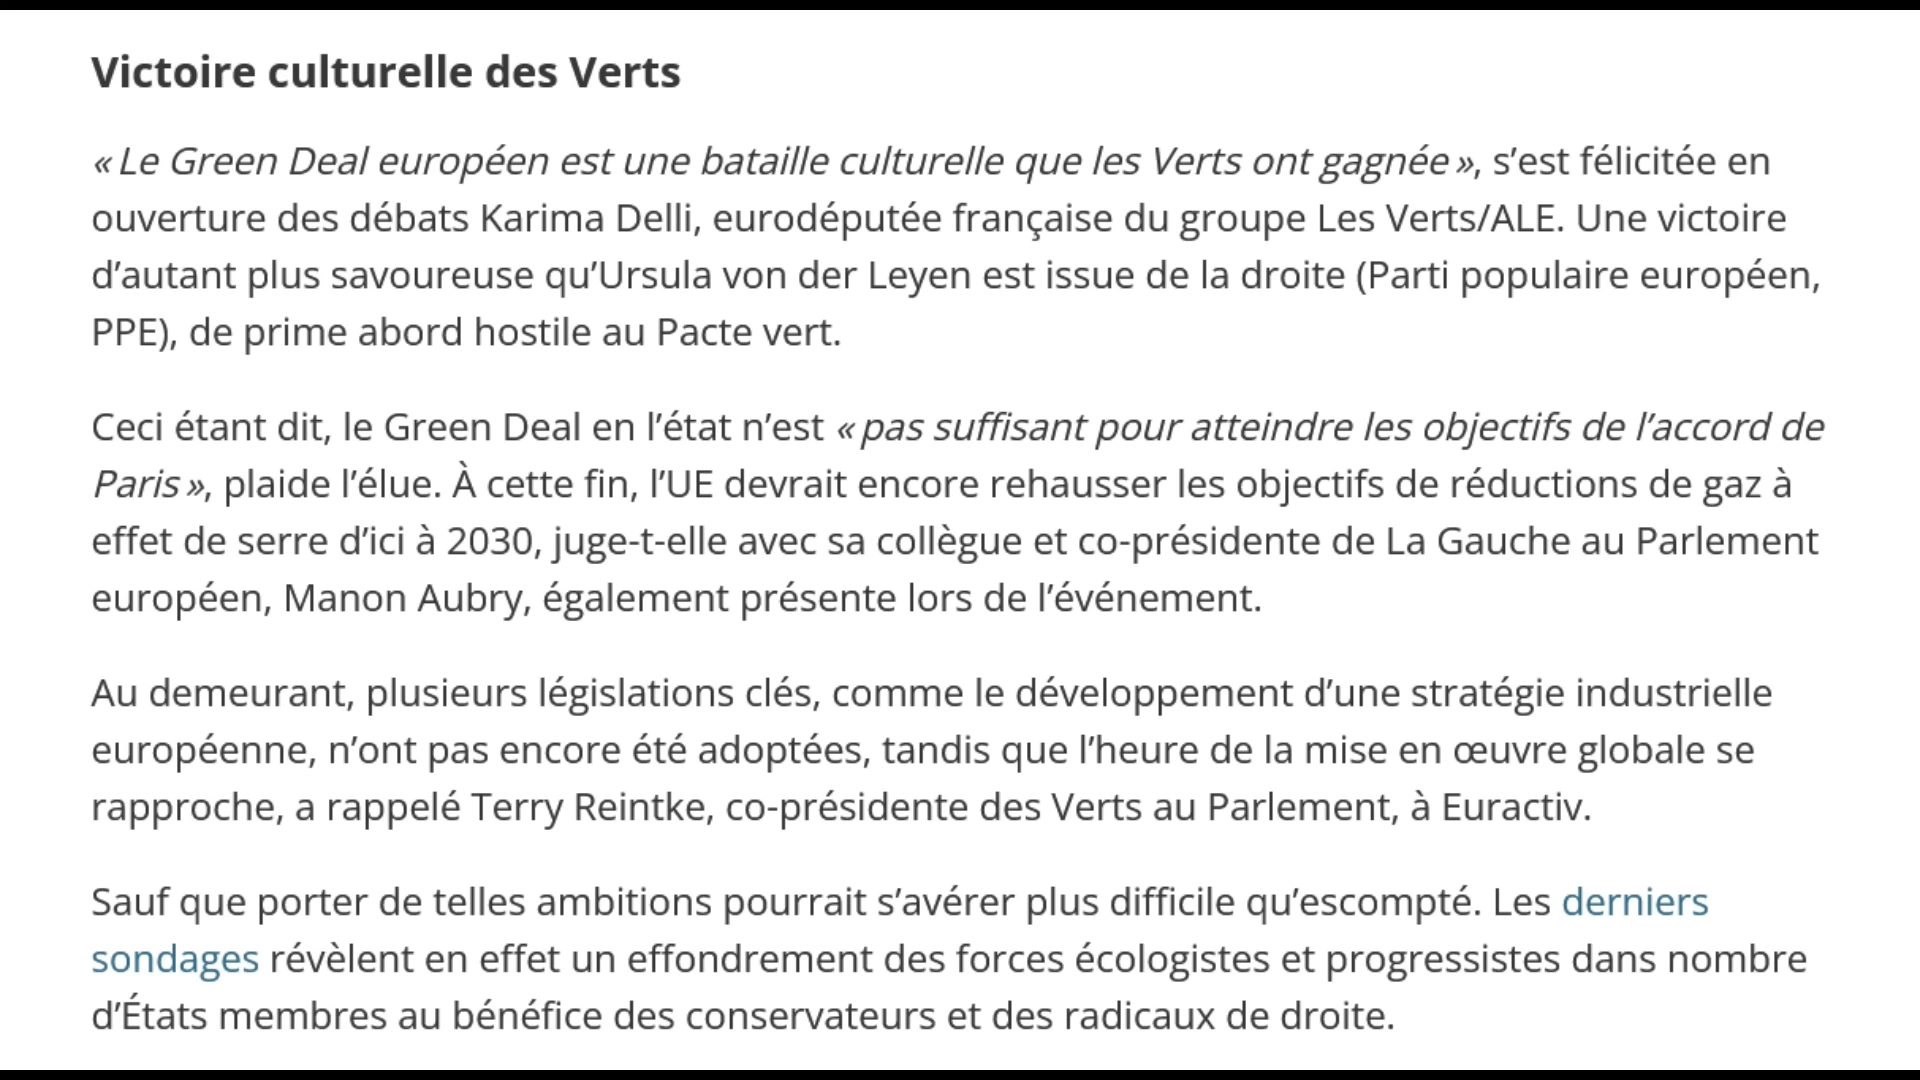 Victoire culturelle des Verts
« Le Green Deal européen est une bataille culturelle que les Verts ont gagnée », s’est félicitée en
ouverture des débats Karima Delli, eurodéputée française du groupe Les Verts/ALE. Une victoire
d’autant plus savoureuse qu’Ursula von der Leyen est issue de la droite (Parti populaire européen,
PPE), de prime abord hostile au Pacte vert.
Ceci étant dit, le Green Deal en l’état n’est « pas suffisant pour atteindre les objectifs de l’accord de
Paris », plaide l’élue. À cette fin, l’UE devrait encore rehausser les objectifs de réductions de gaz à
effet de serre d’ici à 2030, juge-t-elle avec sa collègue et co-présidente de La Gauche au Parlement
européen, Manon Aubry, également présente lors de l’événement.
Au demeurant, plusieurs législations clés, comme le développement d’une stratégie industrielle
européenne, n’ont pas encore été adoptées, tandis que l’heure de la mise en œuvre globale se
rapproche, a rappelé Terry Reintke, co-présidente des Verts au Parlement, à Euractiv.
Sauf que porter de telles ambitions pourrait s’avérer plus difficile qu’escompté. Les derniers
sondages révèlent en effet un effondrement des forces écologistes et progressistes dans nombre
d’États membres au bénéfice des conservateurs et des radicaux de droite.